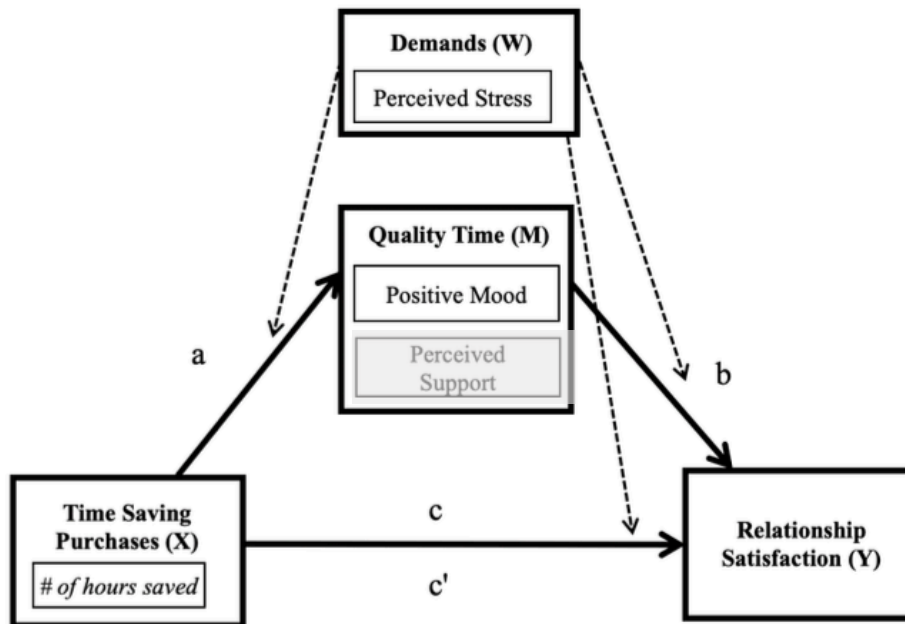 Demands (W)
Perceived Stress
Quality Time (M)
Positive Mood
Perceived
Support
a
b
Time Saving
Purchases (X)
# of hours saved
c
c'
Relationship
Satisfaction (Y)